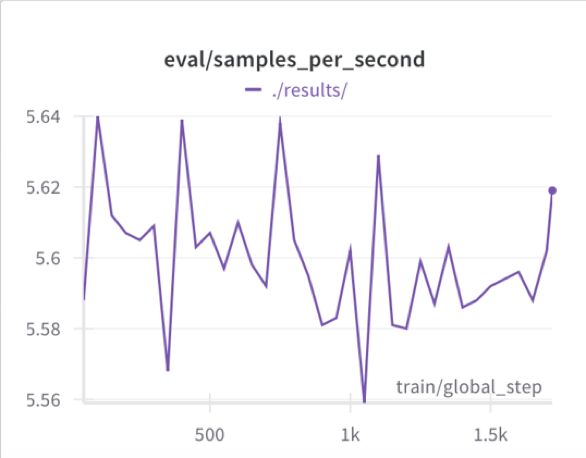 eval/samples_per_second
./results/
5.64
5.62
5.6
5.58
5.56
train/global_step
500 1k 1.5k